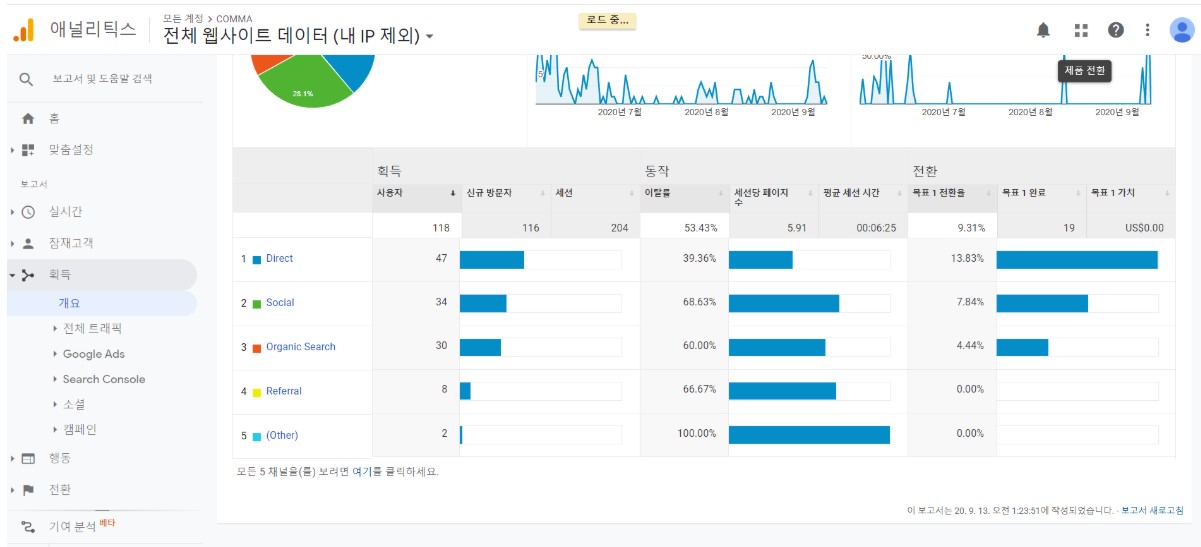 애널리틱스
모든 계정 > COMMA
전체 웹사이트 데이터 (내 IP 제외)
로드 중...
제품 전환
보고서 및 도움말 검색
홈
맞춤설정
보고서
실시간
잠재고객
획득
개요
전체 트래픽
Google Ads
Search Console
소셜
캠페인
행동
전환
기여 분석 베타
28.1%
5
2020년 7월 2020년 8월 2020년 9월
50.00%
2020년 7월 2020년 8월 2020년 9월
획득 동작 전환
사용자 신규 방문자 세션 이탈률 세션당 페이지수 평균 세션 시간 목표 1 전환율 목표 1 완료 목표 1 가치
118 116 204 53.43% 5.91 00:06:25 9.31% 19 US$0.00
1 Direct 47 39.36% 13.83%
2 Social 34 68.63% 7.84%
3 Organic Search 30 60.00% 4.44%
4 Referral 8 66.67% 0.00%
5 (Other) 2 100.00% 0.00%
모든 5 채널을(를) 보려면 여기를 클릭하세요.
이 보고서는 20. 9. 13. 오전 1:23:51에 작성되었습니다. - 보고서 새로고침